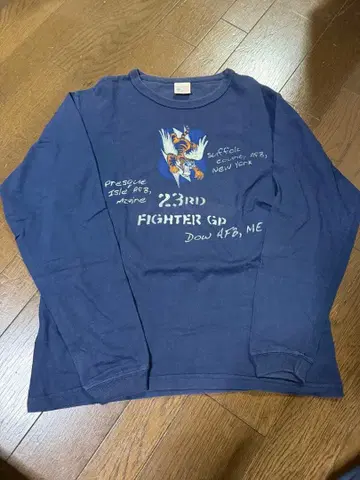 Suffolk
County, AFB,
New York
Presque
Isle AFB,
Maine
23RD
FIGHTER GP
Dow AFB, ME